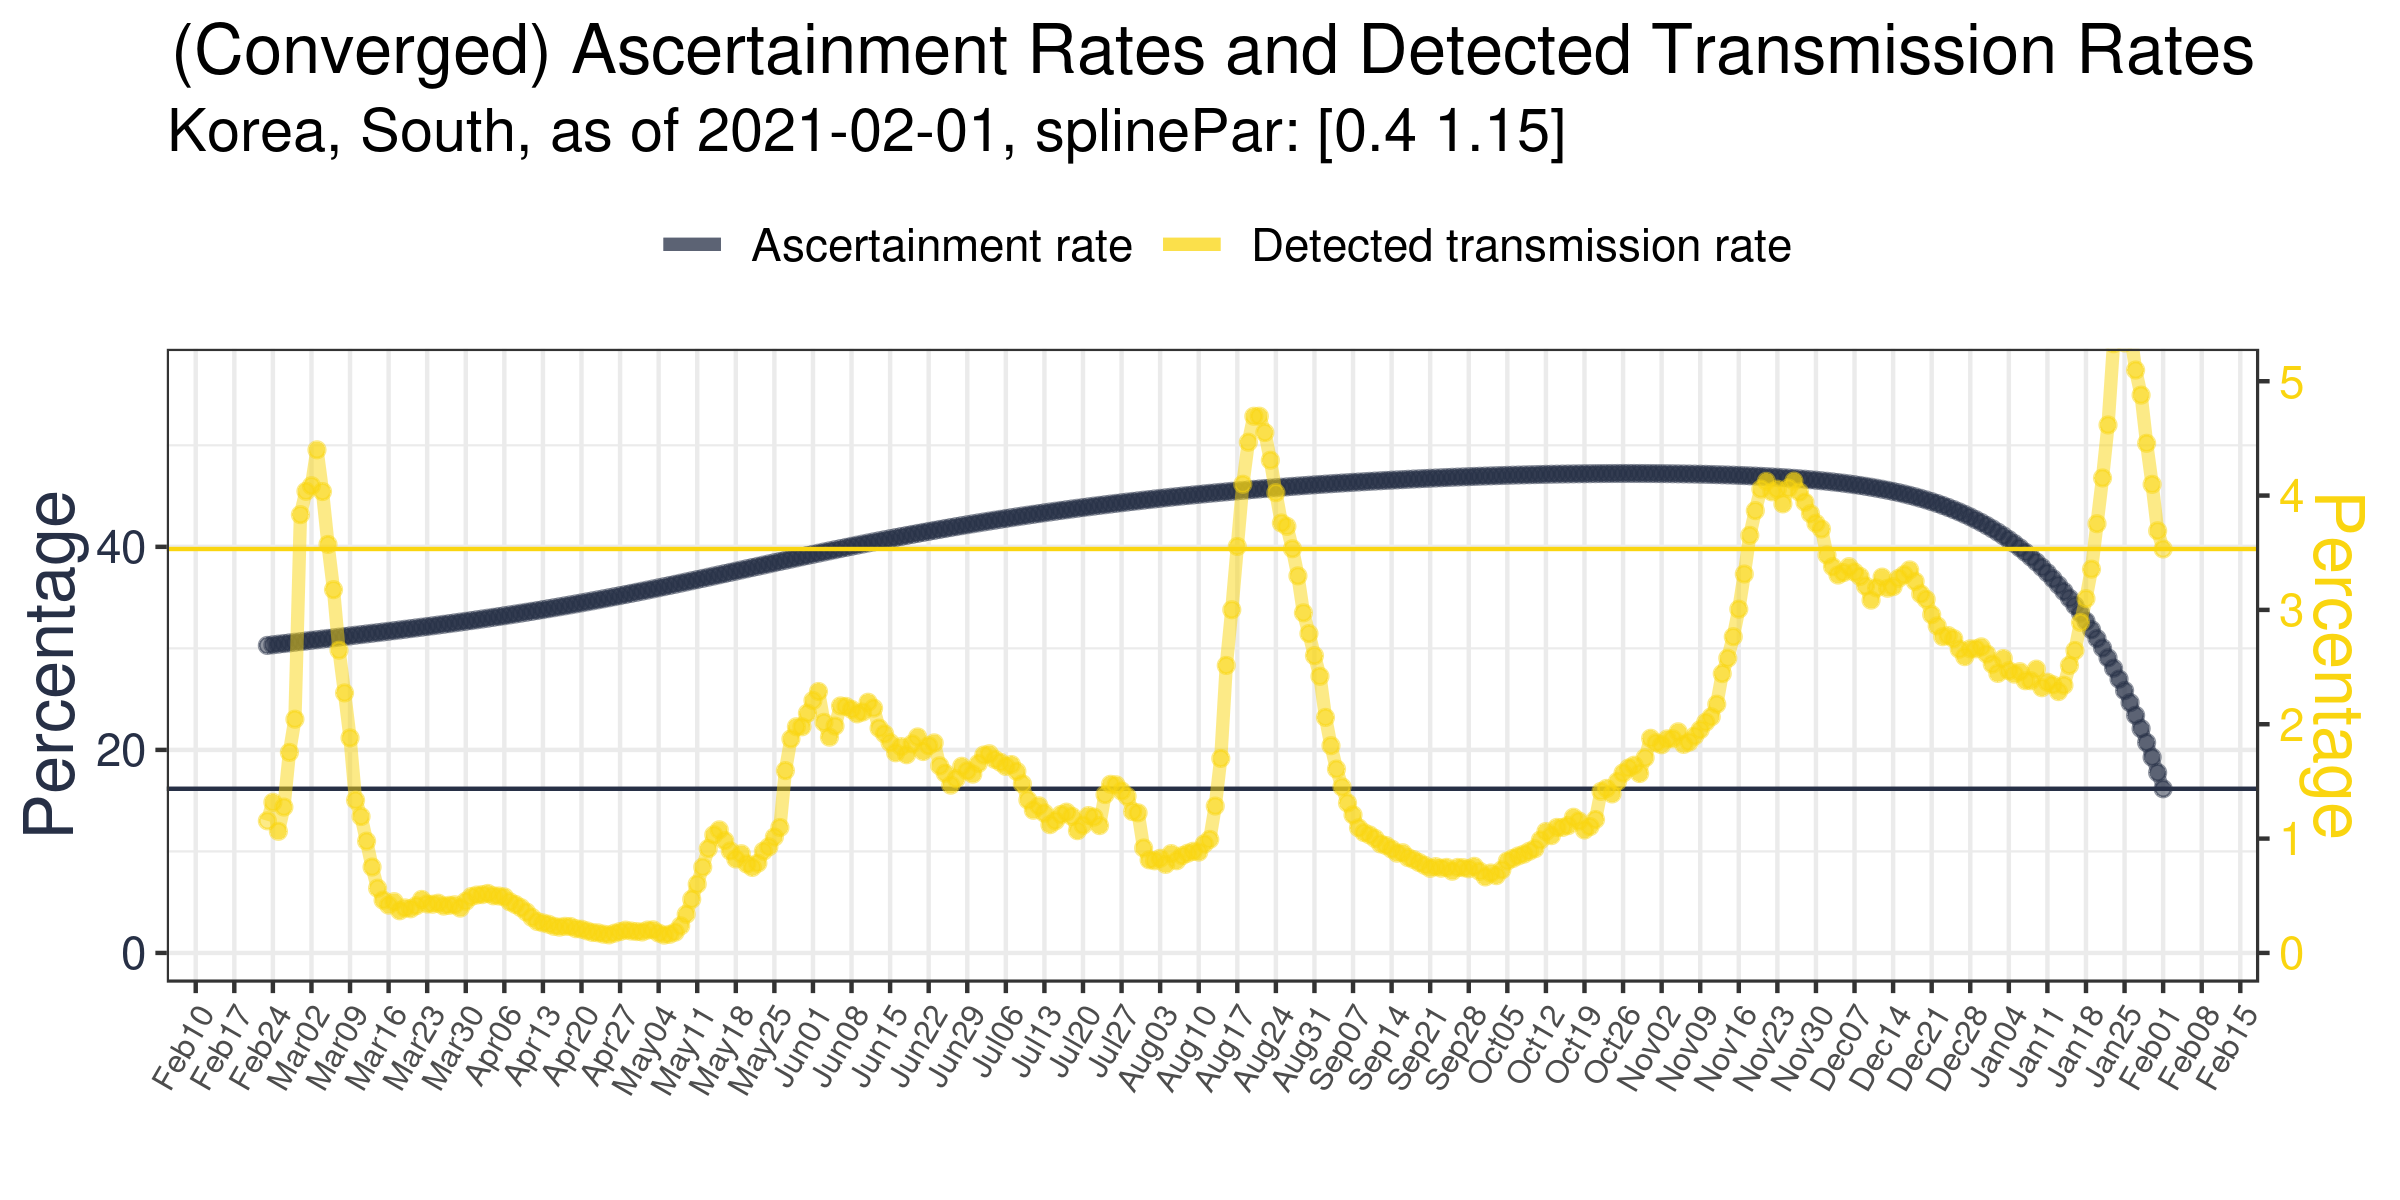 (Converged) Ascertainment Rates and Detected Transmission Rates
Korea, South, as of 2021-02-01, splinePar: [0.4 1.15]
Ascertainment rate
Detected transmission rate
Percentage
40
20
0
5
4
3
2
1
0
Percentage
Feb10
Feb17
Feb24
Mar02
Mar09
Mar16
Mar23
Mar30
Apr06
Apr13
Apr20
Apr27
May04
May11
May18
May25
Jun01
Jun08
Jun15
Jun22
Jun29
Jul06
Jul13
Jul20
Jul27
Aug03
Aug10
Aug17
Aug24
Aug31
Sep07
Sep14
Sep21
Sep28
Oct05
Oct12
Oct19
Oct26
Nov02
Nov09
Nov16
Nov23
Nov30
Dec07
Dec14
Dec21
Dec28
Jan04
Jan11
Jan18
Jan25
Feb01
Feb08
Feb15